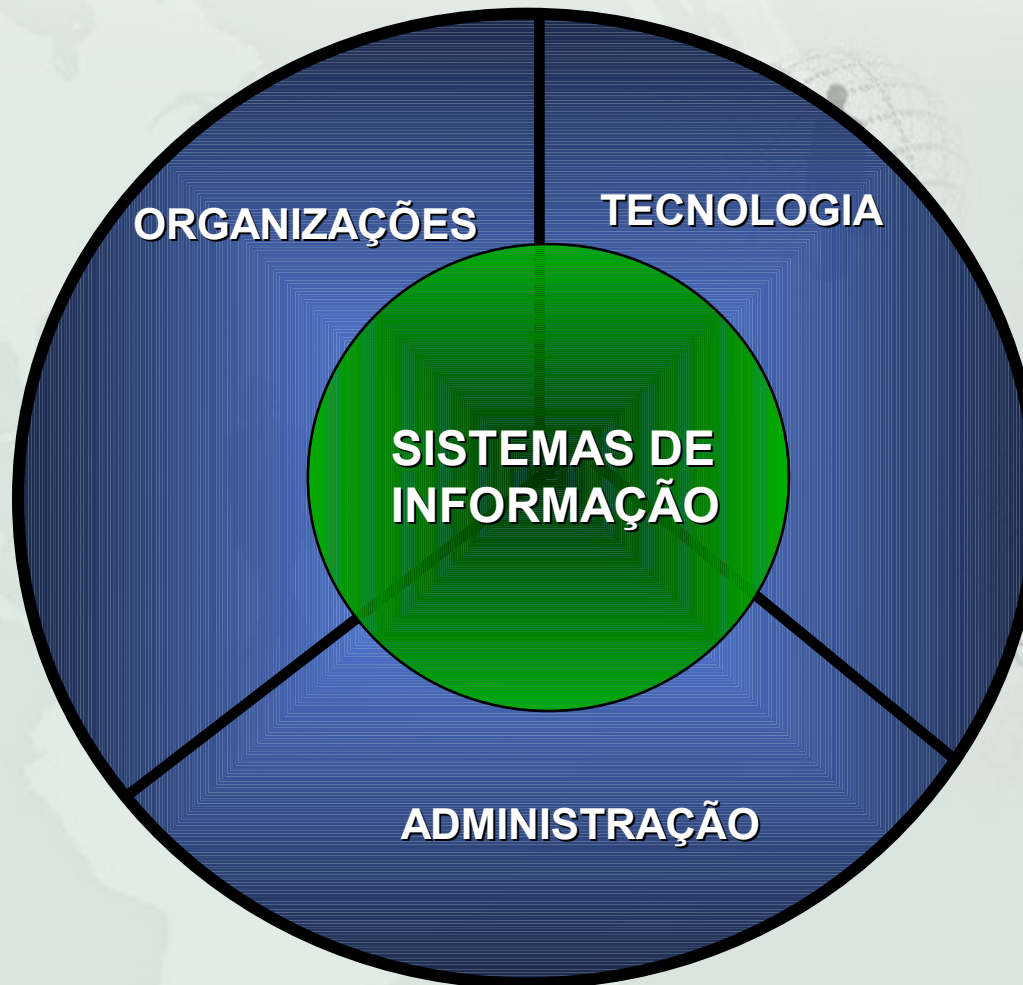 ORGANIZAÇÕES
TECNOLOGIA
SISTEMAS DE
INFORMAÇÃO
ADMINISTRAÇÃO